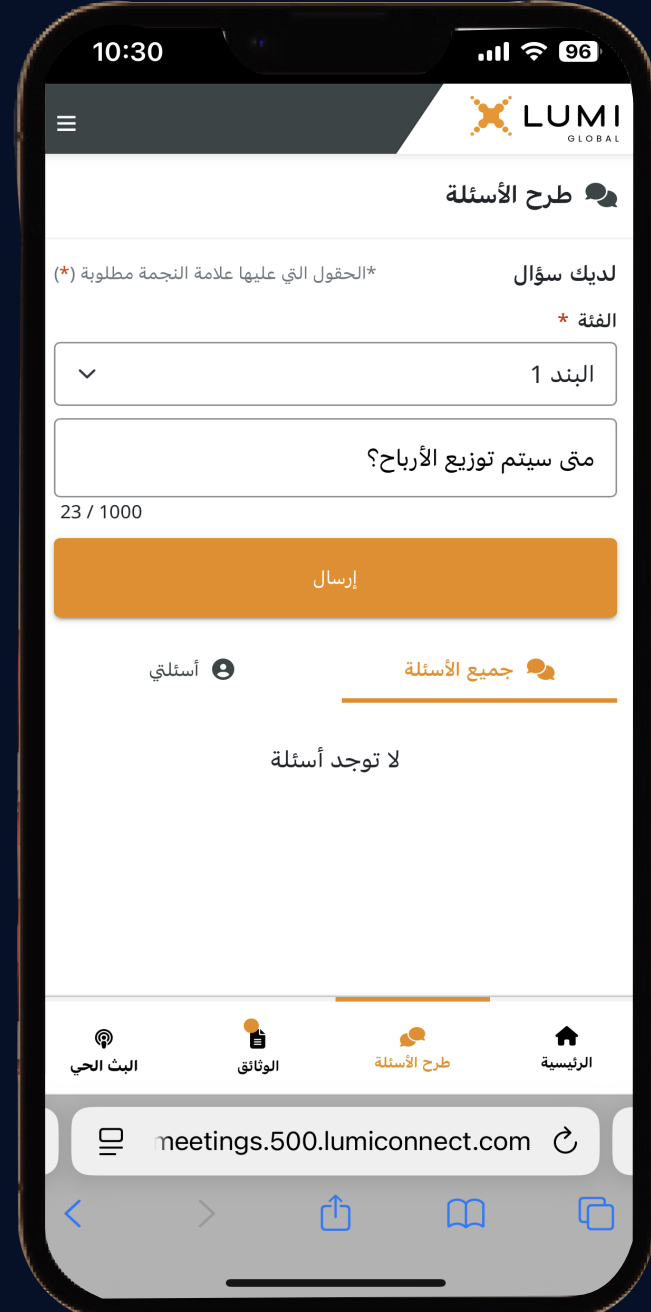 10:30
96
LUMI
GLOBAL
طرح الأسئلة
لديك سؤال
*الحقول التي عليها علامة النجمة مطلوبة (*)
الفئة *
البند 1
متى سيتم توزيع الأرباح؟
23 / 1000
إرسال
جميع الأسئلة
أسئلتي
لا توجد أسئلة
الرئيسية
طرح الأسئلة
الوثائق
البث الحي
meetings.500.lumiconnect.com